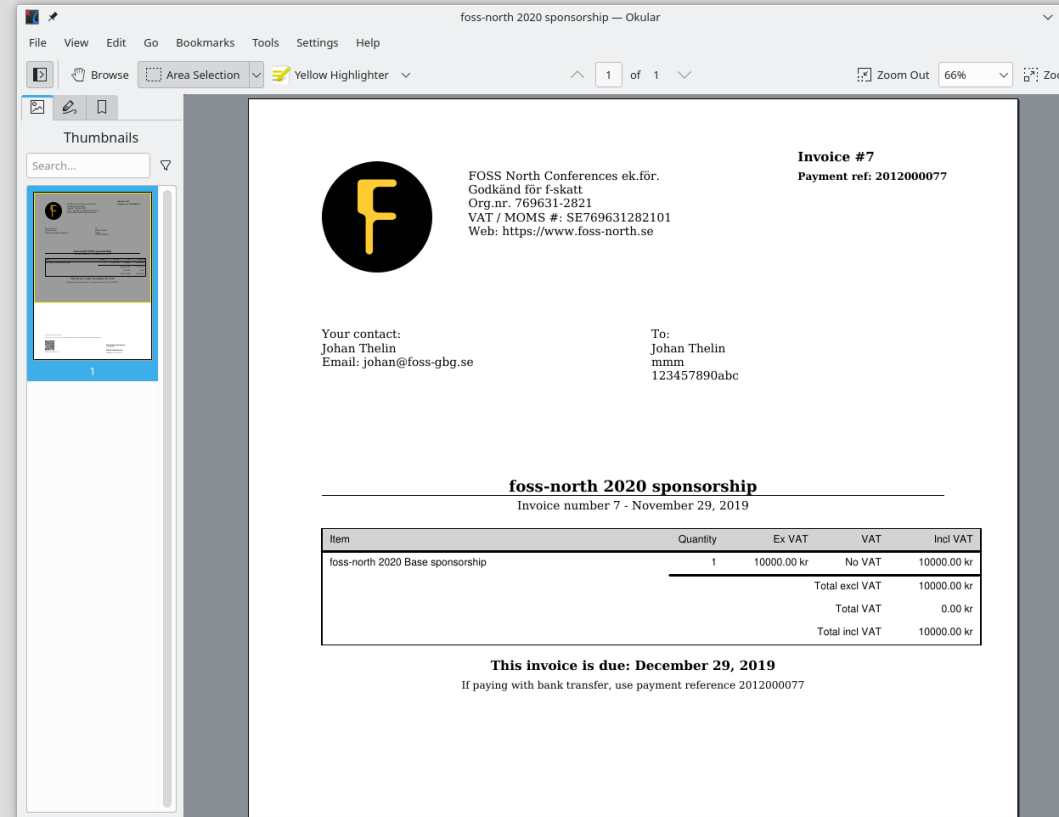 foss-north 2020 sponsorship — Okular
File View Edit Go Bookmarks Tools Settings Help
Browse Area Selection Yellow Highlighter 1 of 1 Zoom Out 66%
Thumbnails
Search...
1
Invoice #7
Payment ref: 2012000077
FOSS North Conferences ek.för.
Godkänd för f-skatt
Org.nr. 769631-2821
VAT / MOMS #: SE769631282101
Web: https://www.foss-north.se
Your contact:
Johan Thelin
Email: johan@foss-gbg.se
To:
Johan Thelin
mmm
123457890abc
foss-north 2020 sponsorship
Invoice number 7 - November 29, 2019
Item Quantity Ex VAT VAT Incl VAT
foss-north 2020 Base sponsorship 1 10000.00 kr No VAT 10000.00 kr
Total excl VAT 10000.00 kr
Total VAT 0.00 kr
Total incl VAT 10000.00 kr
This invoice is due: December 29, 2019
If paying with bank transfer, use payment reference 2012000077